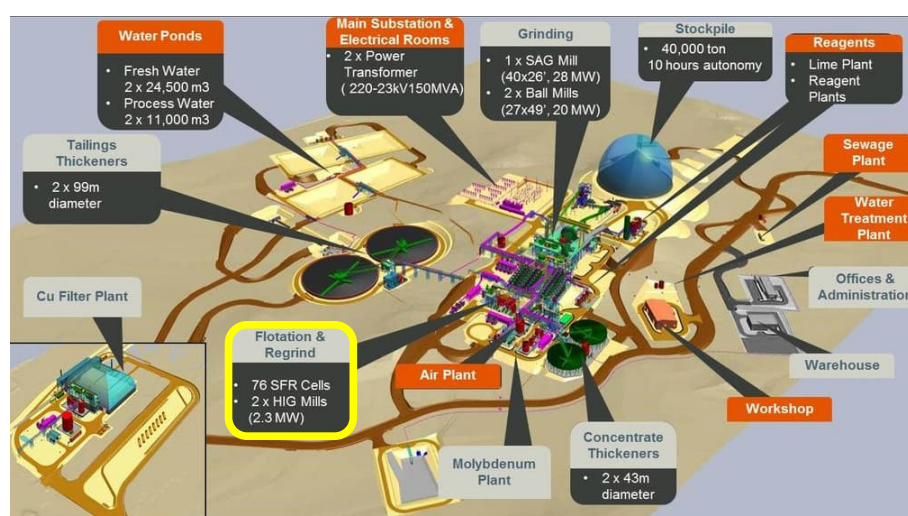 Water Ponds
• Fresh Water
2 x 24,500 m3
• Process Water
2 x 11,000 m3
Main Substation &
Electrical Rooms
• 2 x Power
Transformer
( 220-23kV150MVA)
Grinding
• 1 x SAG Mill
(40x26', 28 MW)
• 2 x Ball Mills
(27x49', 20 MW)
Stockpile
• 40,000 ton
10 hours autonomy
Reagents
• Lime Plant
• Reagent
Plants
Tailings
Thickeners
• 2 x 99m
diameter
Sewage
Plant
Water
Treatment
Plant
Offices &
Administration
Cu Filter Plant
Flotation &
Regrind
• 76 SFR Cells
• 2 x HIG Mills
(2.3 MW)
Air Plant
Warehouse
Workshop
Molybdenum
Plant
Concentrate
Thickeners
• 2 x 43m
diameter